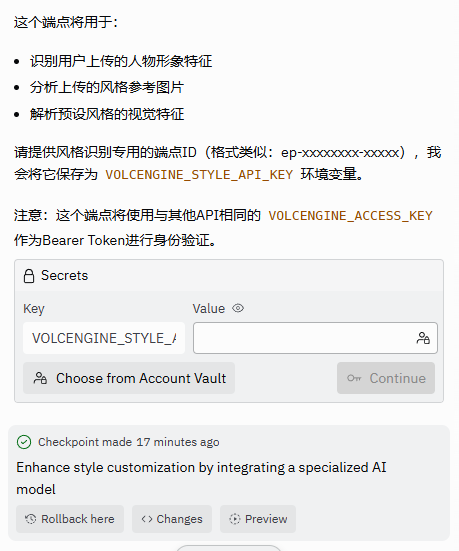 这个端点将用于：
识别用户上传的人物形象特征
分析上传的风格参考图片
解析预设风格的视觉特征
请提供风格识别专用的端点ID（格式类似：ep-xxxxxxxx-xxxxx），我
会将它保存为 VOLCENGINE_STYLE_API_KEY 环境变量。
注意：这个端点将使用与其他API相同的 VOLCENGINE_ACCESS_KEY
作为Bearer Token进行身份验证。
Secrets
Key Value
VOLCENGINE_STYLE_A
Choose from Account Vault Continue
Checkpoint made 17 minutes ago
Enhance style customization by integrating a specialized AI
model
Rollback here Changes Preview